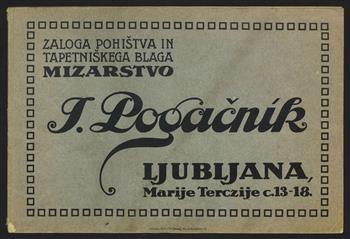 ZALOGA POHIŠTVA IN
TAPETNIŠKEGA BLAGA
MIZARSTVO
J. Pogačnik
LJUBLJANA,
Marije Terezije c. 13-18.